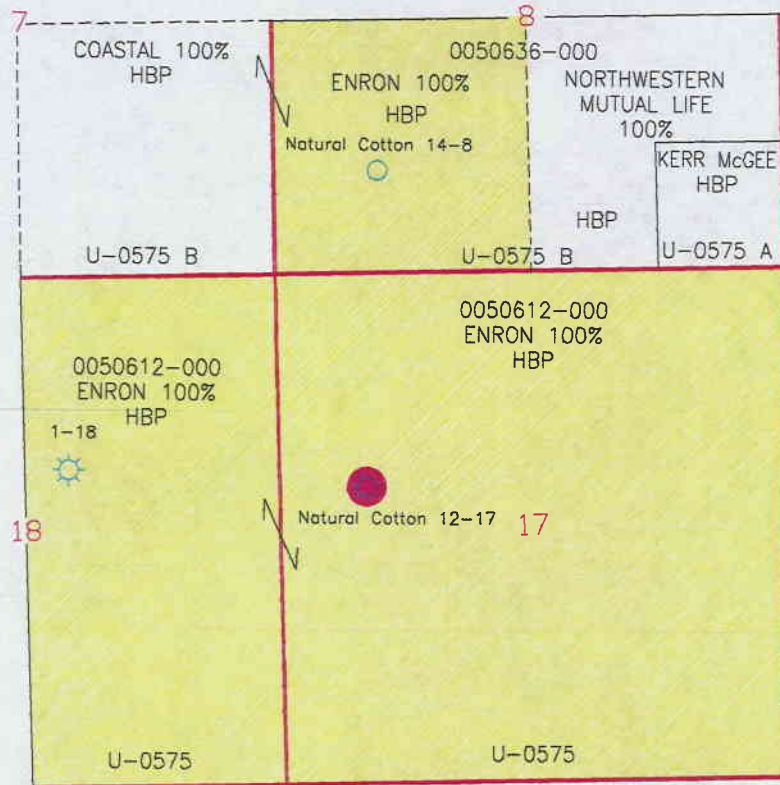 7
8
COASTAL 100%
HBP
0050636-000
ENRON 100%
HBP
Natural Cotton 14-8
NORTHWESTERN
MUTUAL LIFE
100%
KERR McGEE
HBP
HBP
U-0575 B
U-0575 B
U-0575 A
0050612-000
ENRON 100%
HBP
0050612-000
ENRON 100%
HBP
1-18
Natural Cotton 12-17
18
17
U-0575
U-0575